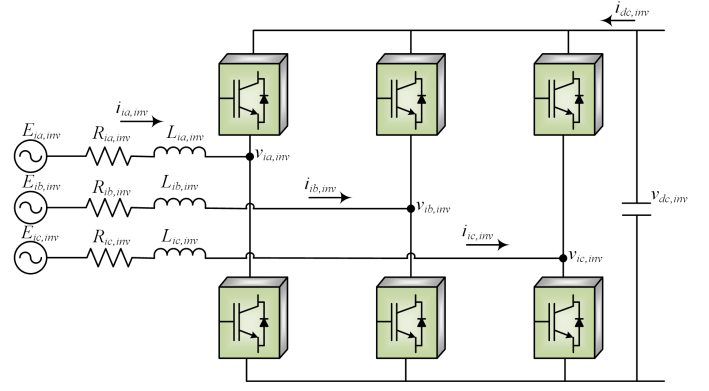 i_dc,inv
i_ia,inv
E_ia,inv
R_ia,inv
L_ia,inv
v_ia,inv
E_ib,inv
R_ib,inv
L_ib,inv
i_ib,inv
v_ib,inv
v_dc,inv
E_ic,inv
R_ic,inv
L_ic,inv
i_ic,inv
v_ic,inv